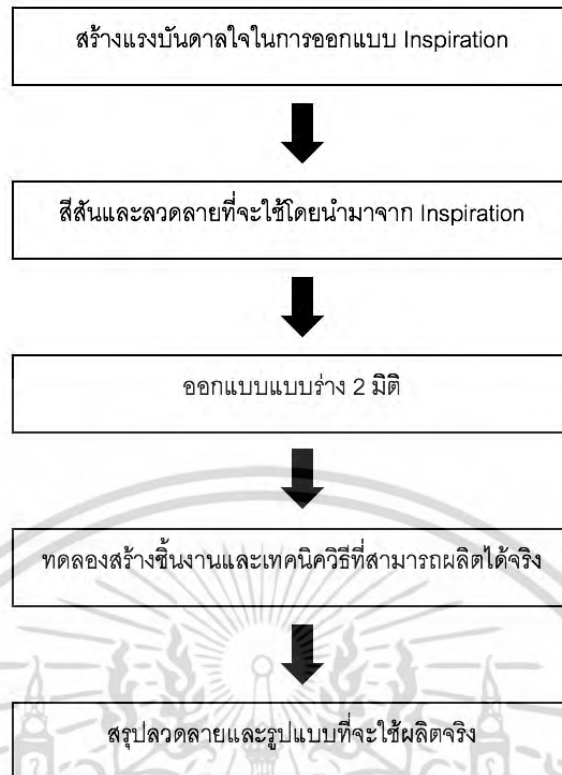 สร้างแรงบันดาลใจในการออกแบบ Inspiration
สีสันและลวดลายที่จะใช้โดยนำมาจาก Inspiration
ออกแบบแบบร่าง 2 มิติ
ทดลองสร้างชิ้นงานและเทคนิควิธีที่สามารถผลิตได้จริง
สรุปลวดลายและรูปแบบที่จะใช้ผลิตจริง